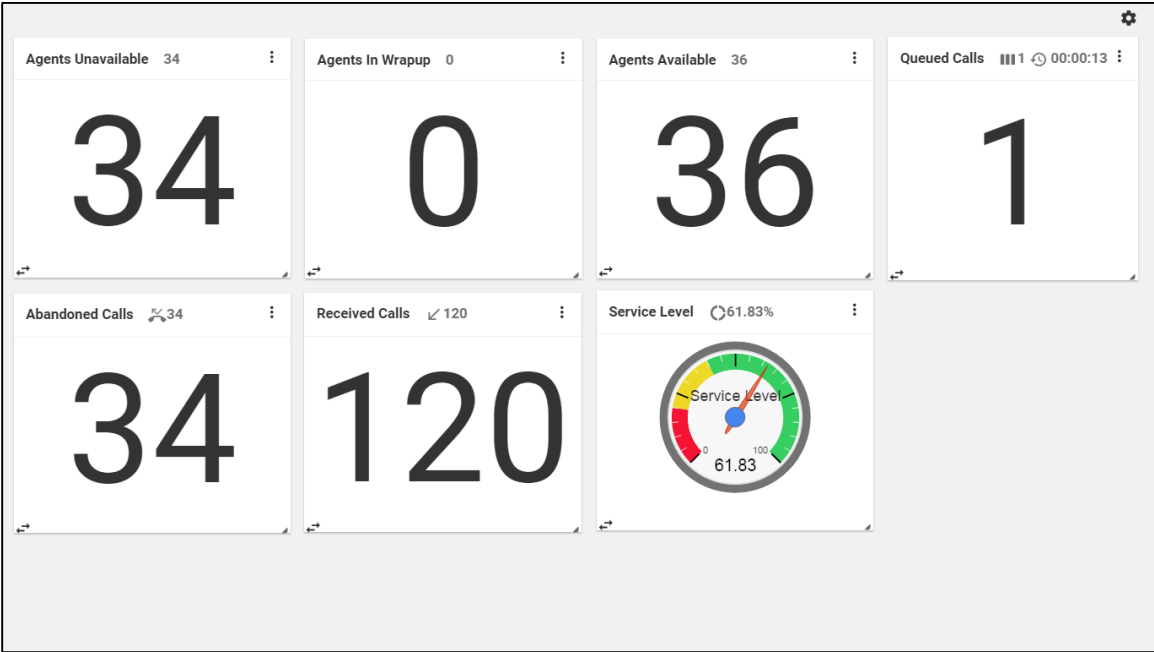 Agents Unavailable 34
34
Agents In Wrapup 0
0
Agents Available 36
36
Queued Calls 1 00:00:13
1
Abandoned Calls 34
34
Received Calls 120
120
Service Level 61.83%
Service Level
0 100
61.83